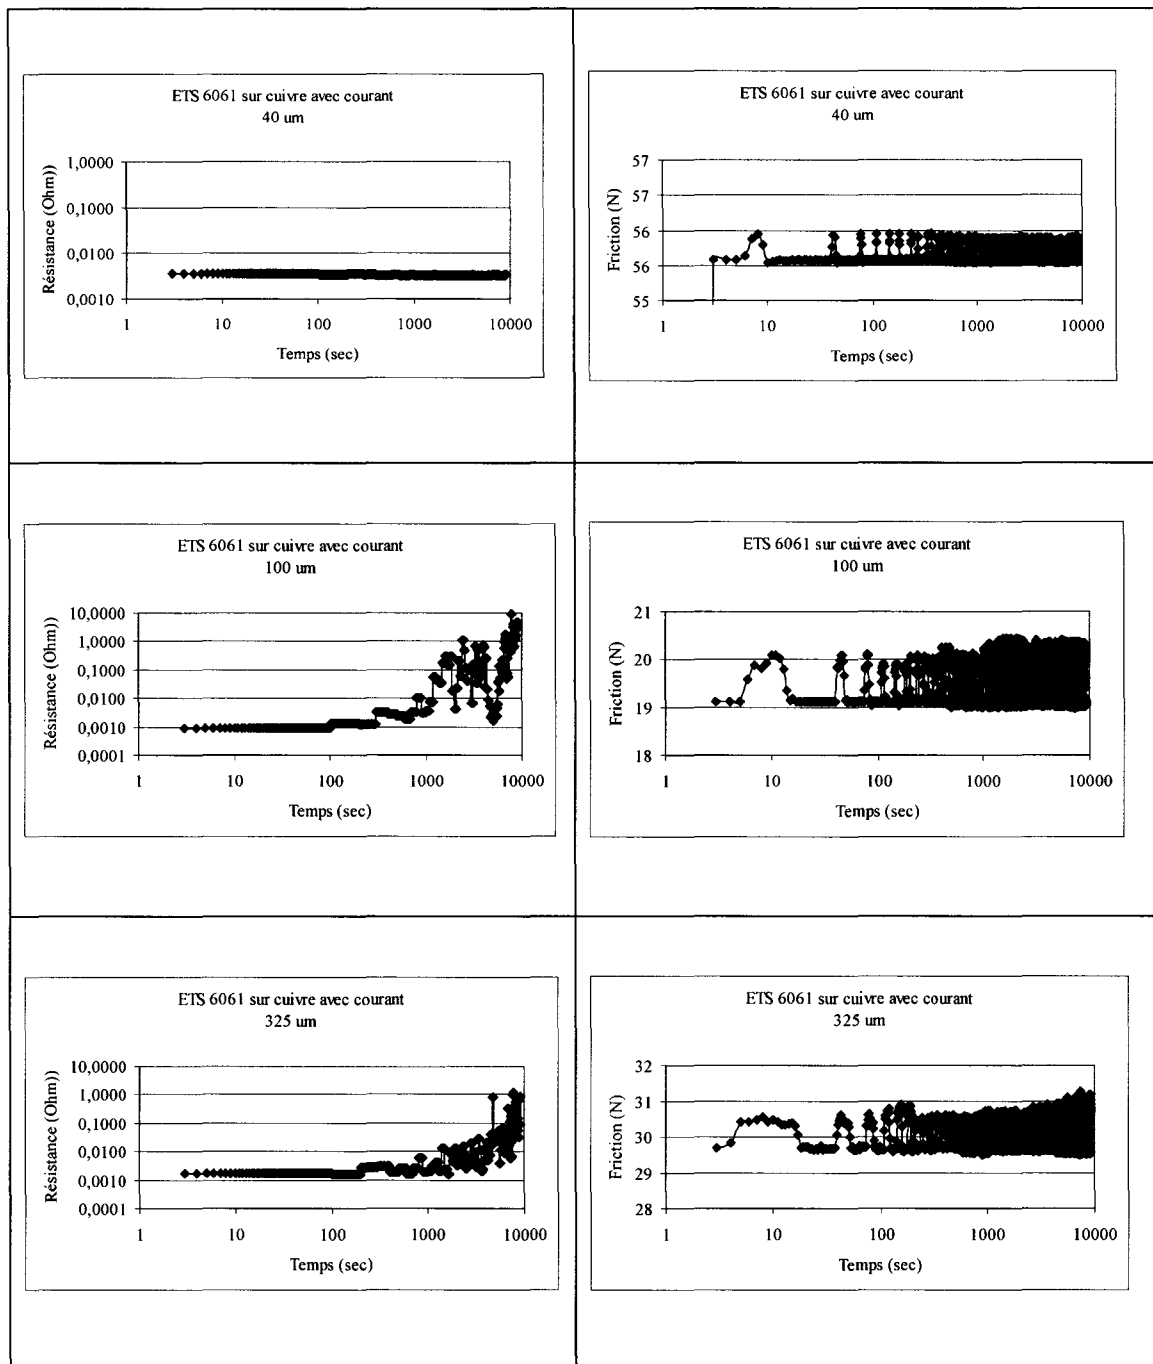 ETS 6061 sur cuivre avec courant
40 um
Résistance (Ohm))
1,0000
0,1000
0,0100
0,0010
1 10 100 1000 10000
Temps (sec)
ETS 6061 sur cuivre avec courant
40 um
Friction (N)
57
57
56
56
55
1 10 100 1000 10000
Temps (sec)
ETS 6061 sur cuivre avec courant
100 um
Résistance (Ohm))
10,0000
1,0000
0,1000
0,0100
0,0010
0,0001
1 10 100 1000 10000
Temps (sec)
ETS 6061 sur cuivre avec courant
100 um
Friction (N)
21
20
19
18
1 10 100 1000 10000
Temps (sec)
ETS 6061 sur cuivre avec courant
325 um
Résistance (Ohm))
10,0000
1,0000
0,1000
0,0100
0,0010
0,0001
1 10 100 1000 10000
Temps (sec)
ETS 6061 sur cuivre avec courant
325 um
Friction (N)
32
31
30
29
28
1 10 100 1000 10000
Temps (sec)